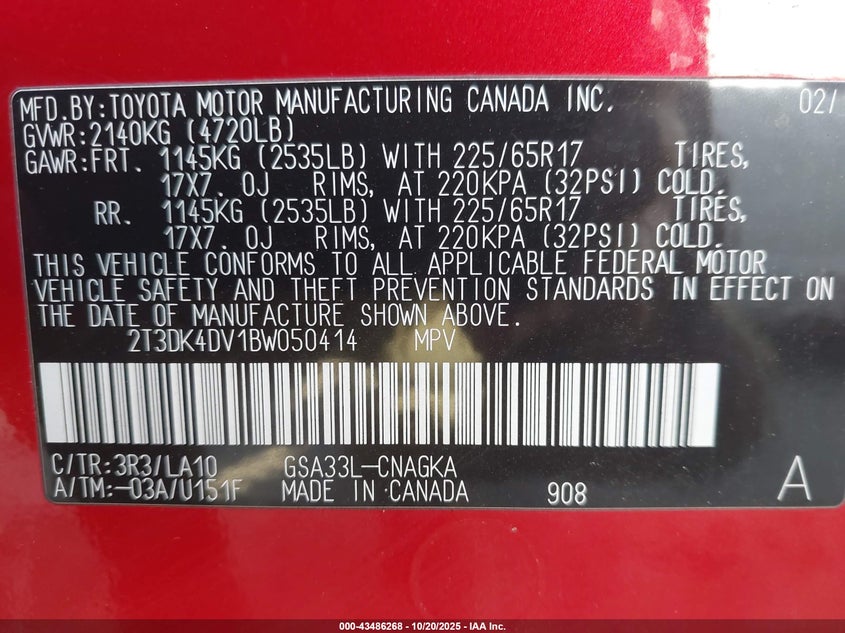 MFD.BY:TOYOTA MOTOR MANUFACTURING CANADA INC. 02/
GVWR:2140KG (4720LB)
GAWR:FRT. 1145KG (2535LB) WITH 225/65R17 TIRES,
17X7. 0J RIMS, AT 220KPA (32PSI) COLD.
RR. 1145KG (2535LB) WITH 225/65R17 TIRES,
17X7. 0J RIMS, AT 220KPA (32PSI) COLD.
THIS VEHICLE CONFORMS TO ALL APPLICABLE FEDERAL MOTOR
VEHICLE SAFETY AND THEFT PREVENTION STANDARDS IN EFFECT ON
THE DATE OF MANUFACTURE SHOWN ABOVE.
2T3DK4DV1BW050414 MPV
C/TR:3R3/LA10 GSA33L-CNAGKA
A/TM:-03A/U151F MADE IN CANADA 908 A
000-43486268 - 10/20/2025 - IAA Inc.